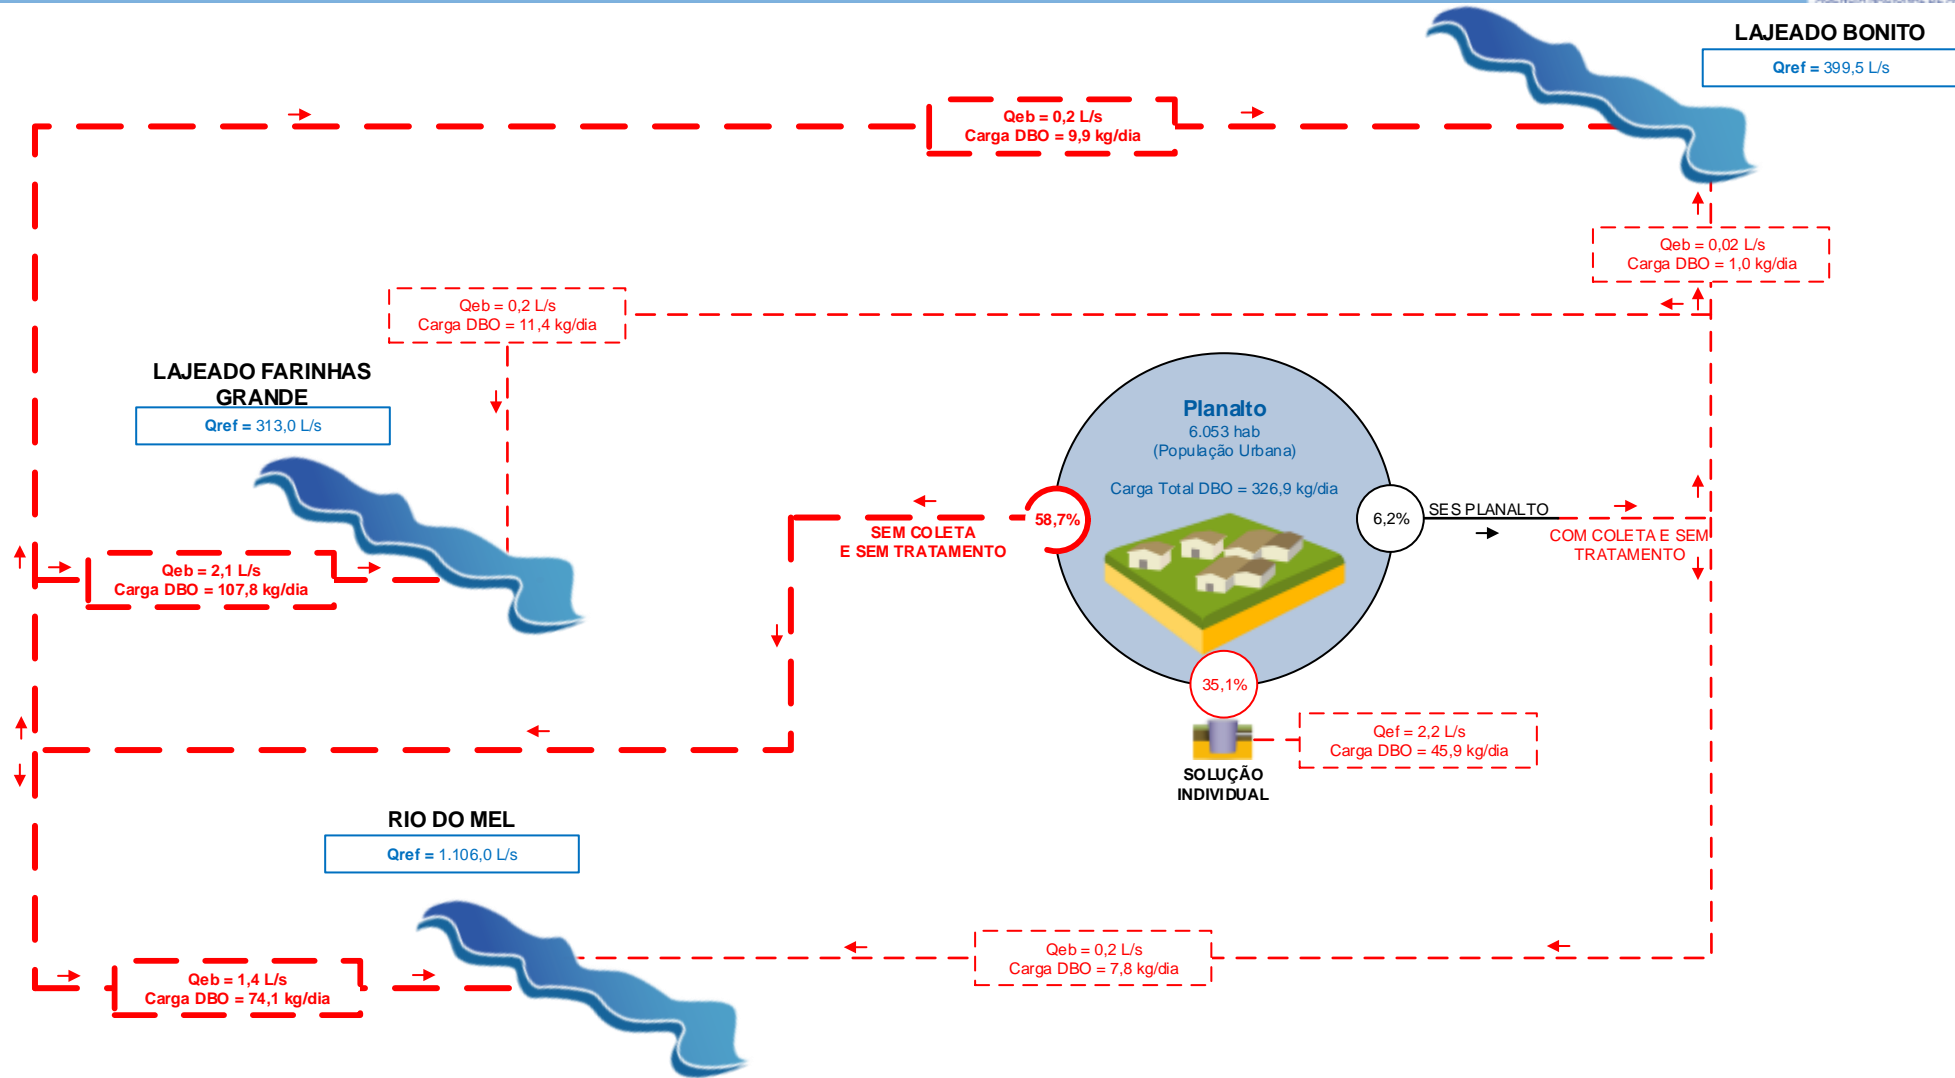 LAJEADO BONITO
Qref = 399,5 L/s
Qeb = 0,2 L/s
Carga DBO = 9,9 kg/dia
Qeb = 0,02 L/s
Carga DBO = 1,0 kg/dia
Qeb = 0,2 L/s
Carga DBO = 11,4 kg/dia
LAJEADO FARINHAS
GRANDE
Qref = 313,0 L/s
Planalto
6.053 hab
(População Urbana)
Carga Total DBO = 326,9 kg/dia
58,7%
SEM COLETA
E SEM TRATAMENTO
6,2%
SES PLANALTO
COM COLETA E SEM
TRATAMENTO
Qeb = 2,1 L/s
Carga DBO = 107,8 kg/dia
35,1%
Qef = 2,2 L/s
Carga DBO = 45,9 kg/dia
SOLUÇÃO
INDIVIDUAL
RIO DO MEL
Qref = 1.106,0 L/s
Qeb = 0,2 L/s
Carga DBO = 7,8 kg/dia
Qeb = 1,4 L/s
Carga DBO = 74,1 kg/dia